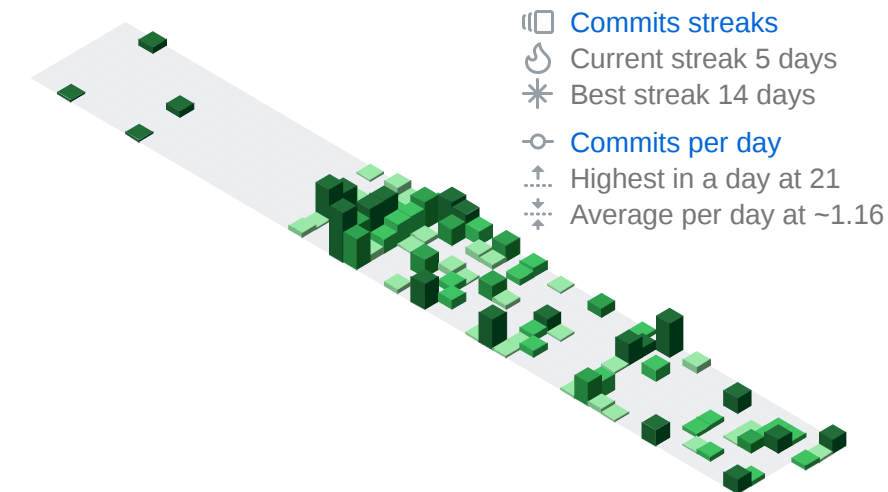 Commits streaks
Current streak 5 days
Best streak 14 days
Commits per day
Highest in a day at 21
Average per day at ~1.16